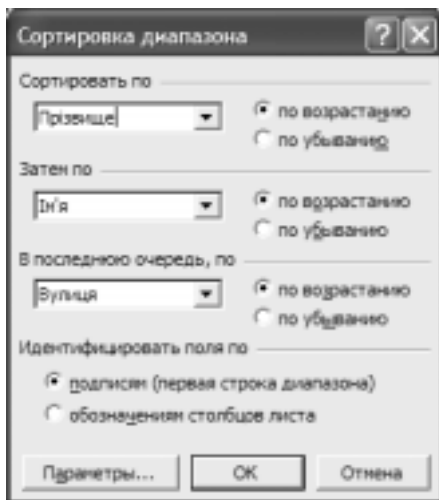 Сортировка диапазона
Сортировать по
Прізвище
по возрастанию
по убыванию
Затем по
Ім'я
по возрастанию
по убыванию
В последнюю очередь, по
Вулиця
по возрастанию
по убыванию
Идентифицировать поля по
подписям (первая строка диапазона)
обозначениям столбцов листа
Параметры... ОК Отмена